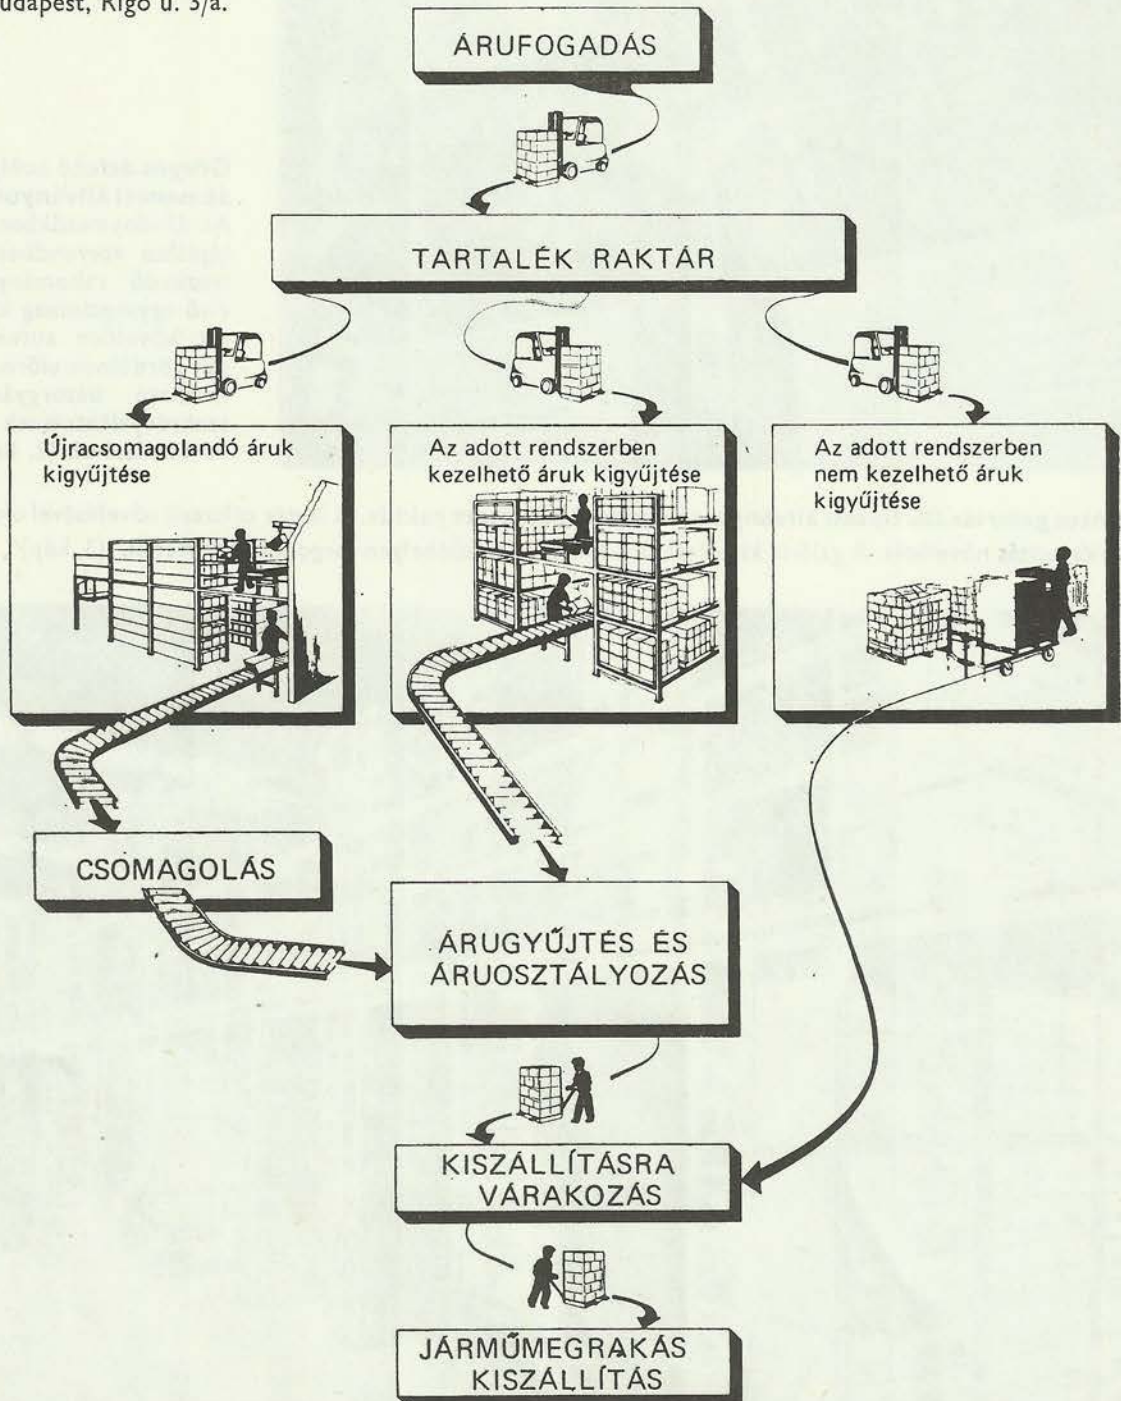 udapest, Rigó u. 3/a.
ÁRUFOGADÁS
TARTALÉK RAKTÁR
Újracsomagolandó áruk
kigyűjtése
Az adott rendszerben
kezelhető áruk kigyűjtése
Az adott rendszerben
nem kezelhető áruk
kigyűjtése
CSOMAGOLÁS
ÁRUGYŰJTÉS ÉS
ÁRUOSZTÁLYOZÁS
KISZÁLLÍTÁSRA
VÁRAKOZÁS
JÁRMŰMEGRAKÁS
KISZÁLLÍTÁS